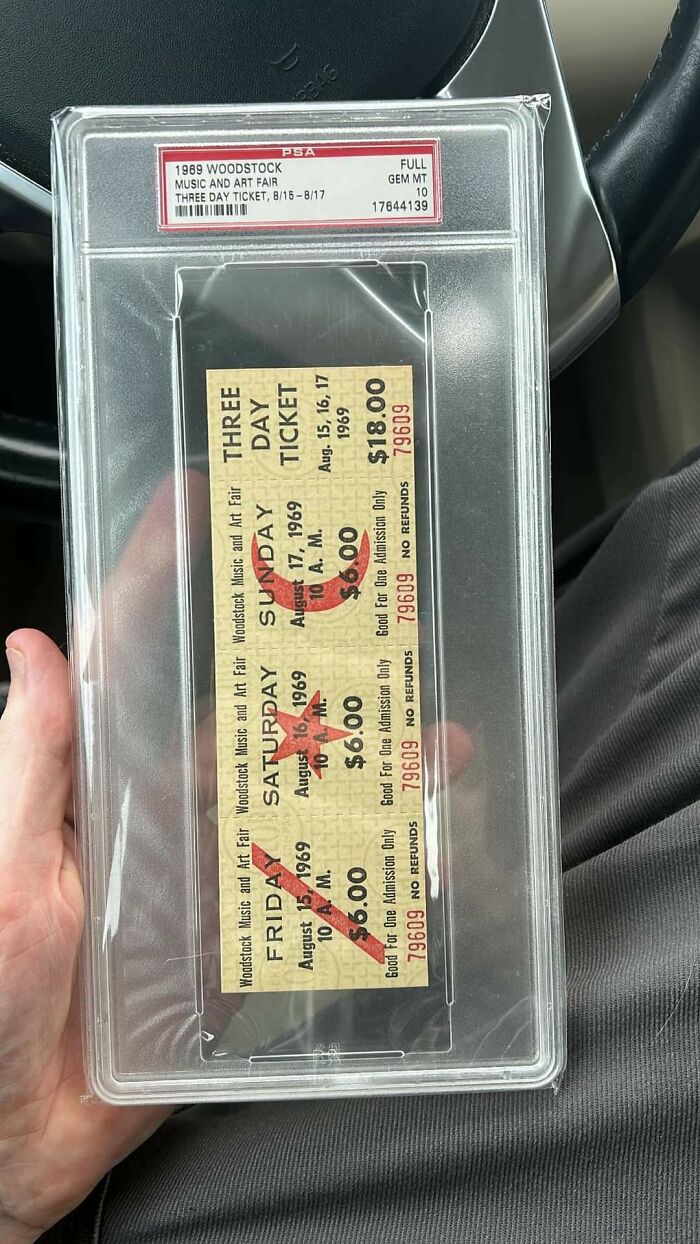 PSA
1969 WOODSTOCK FULL
MUSIC AND ART FAIR GEM MT
THREE DAY TICKET, 8/15-8/17 10
17644139
THREE
DAY
TICKET
Aug. 15, 16, 17
1969
$18.00
79609
Woodstock Music and Art Fair
SUNDAY
August 17, 1969
10 A. M.
$6.00
Good For One Admission Only
79609 NO REFUNDS
Woodstock Music and Art Fair
SATURDAY
August 16, 1969
10 A. M.
$6.00
Good For One Admission Only
79609 NO REFUNDS
Woodstock Music and Art Fair
FRIDAY
August 15, 1969
10 A. M.
$6.00
Good For One Admission Only
79609 NO REFUNDS